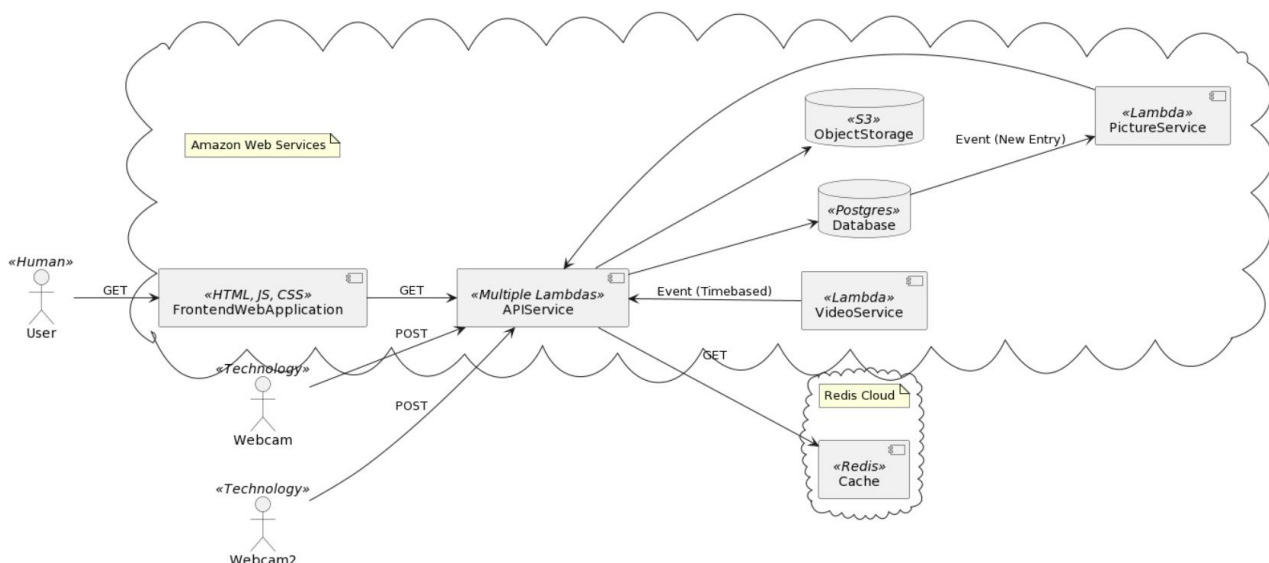 Amazon Web Services
«S3»
ObjectStorage
«Lambda»
PictureService
Event (New Entry)
«Postgres»
Database
«Human»
User
GET
«HTML, JS, CSS»
FrontendWebApplication
GET
«Multiple Lambdas»
APIService
Event (Timebased)
«Lambda»
VideoService
POST
«Technology»
Webcam
POST
«Technology»
Webcam2
GET
Redis Cloud
«Redis»
Cache